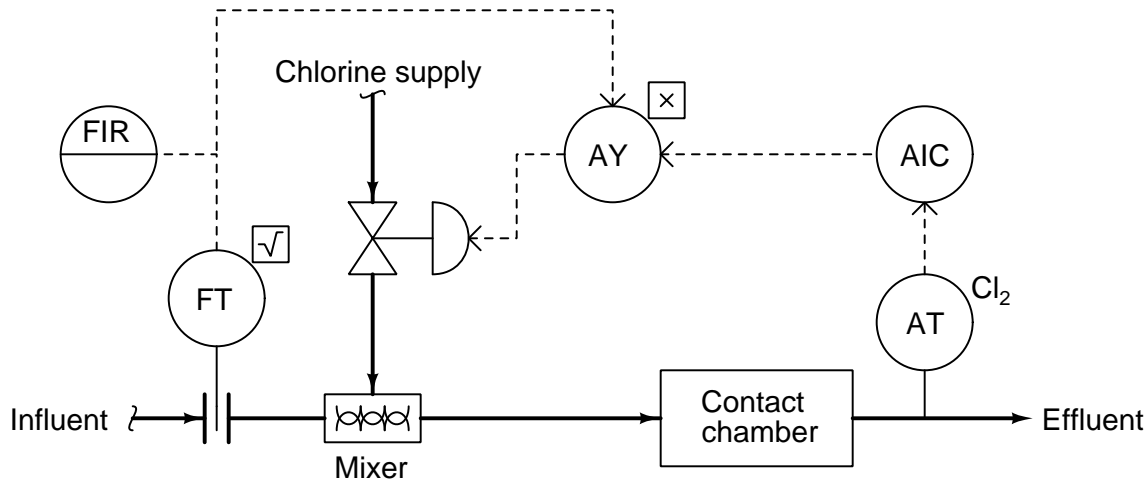 Chlorine supply
×
FIR
AY
AIC
√
FT
Cl₂
AT
Influent
Contact
chamber
Effluent
Mixer